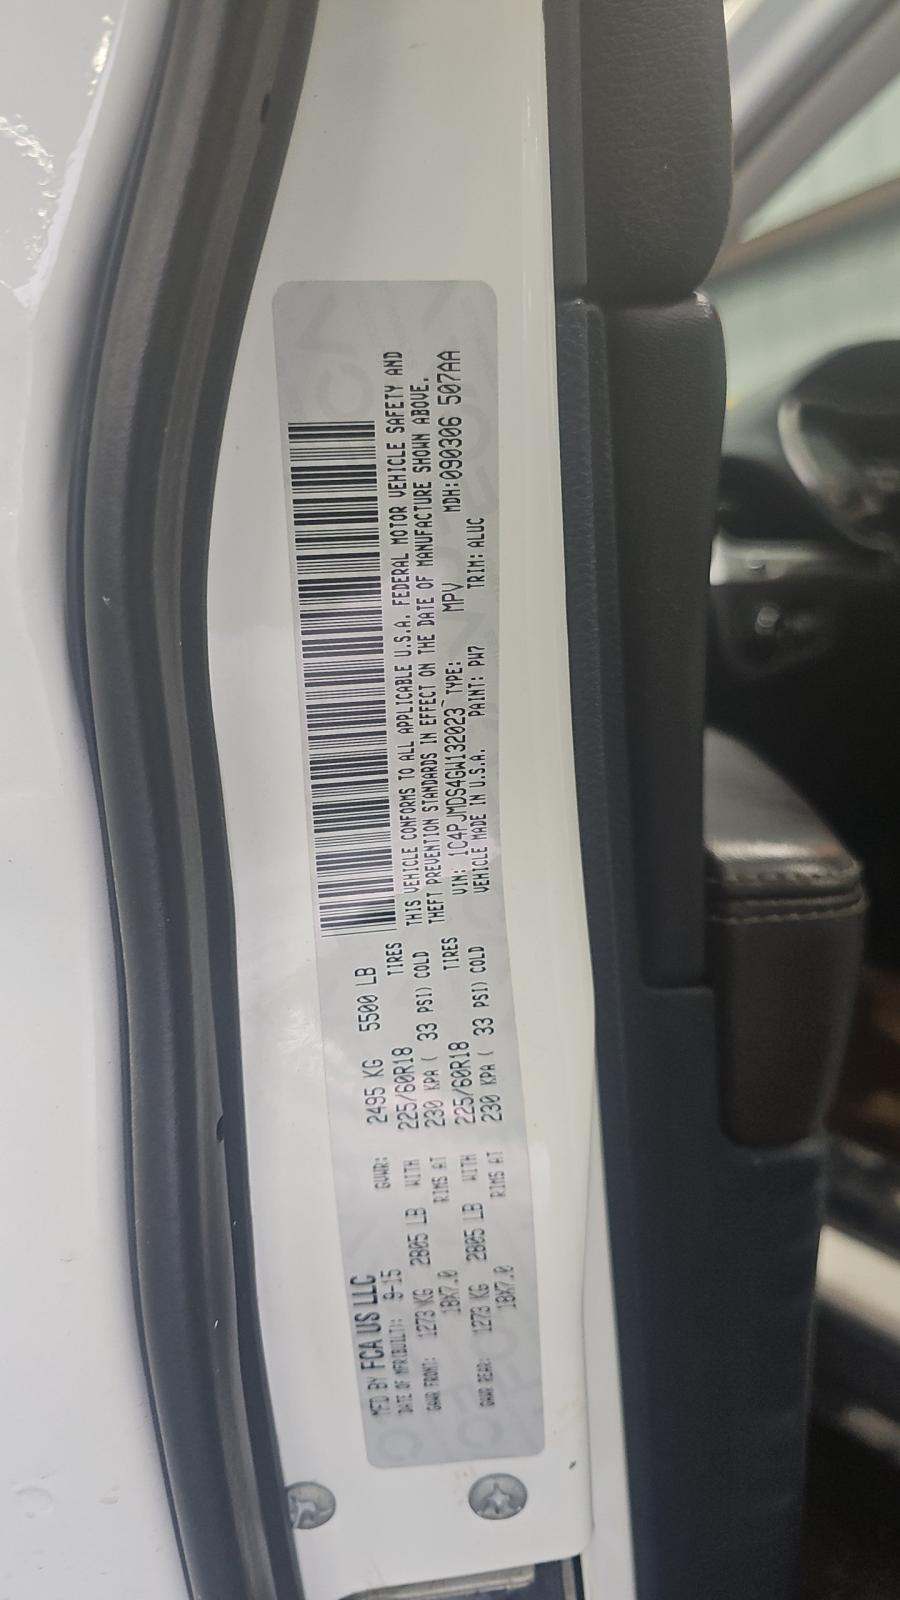 MFD BY FCA US LLC
DATE OF MFR(BUILT): 9-15 GVWR: 2495 KG 5500 LB
GAWR FRONT: 1273 KG 2805 LB WITH 225/60R18 TIRES
18X7.0 RIMS AT 230 KPA ( 33 PSI) COLD
GAWR REAR: 1273 KG 2805 LB WITH 225/60R18 TIRES
18X7.0 RIMS AT 230 KPA ( 33 PSI) COLD
THIS VEHICLE CONFORMS TO ALL APPLICABLE U.S.A. FEDERAL MOTOR VEHICLE SAFETY AND
THEFT PREVENTION STANDARDS IN EFFECT ON THE DATE OF MANUFACTURE SHOWN ABOVE.
VIN: 1C4PJMDS4GW132023 TYPE: MPV MDH:090306 507AA
VEHICLE MADE IN U.S.A. PAINT: PW7 TRIM: ALUC